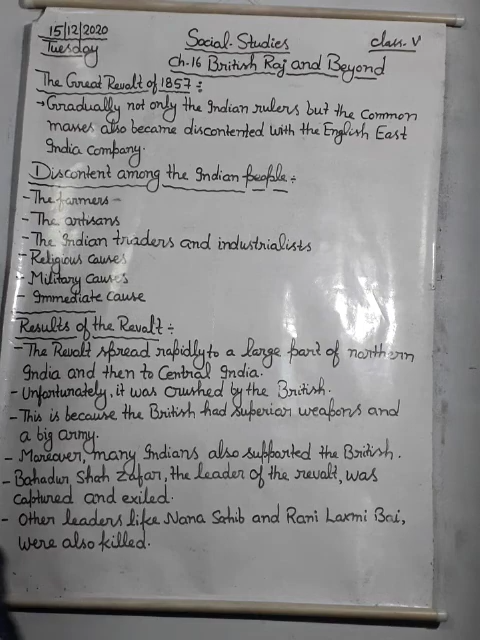 15/12/2020 Social-Studies class-V
Tuesday Ch.16 British Raj and Beyond
The Great Revolt of 1857 :-
→ Gradually not only the Indian rulers but the common
masses also became discontented with the English East
India company.
Discontent among the Indian people :-
- The farmers -
- The artisans
- The Indian traders and industrialists
- Religious causes
- Military causes
- Immediate cause
Results of the Revolt :-
- The Revolt spread rapidly to a large part of northern
India and then to Central India.
- Unfortunately, it was crushed by the British.
- This is because the British had superior weapons and
a big army.
- Moreover, many Indians also supported the British.
- Bahadur Shah Zafar, the leader of the revolt, was
captured and exiled.
- Other leaders like Nana Sahib and Rani Laxmi Bai,
were also killed.